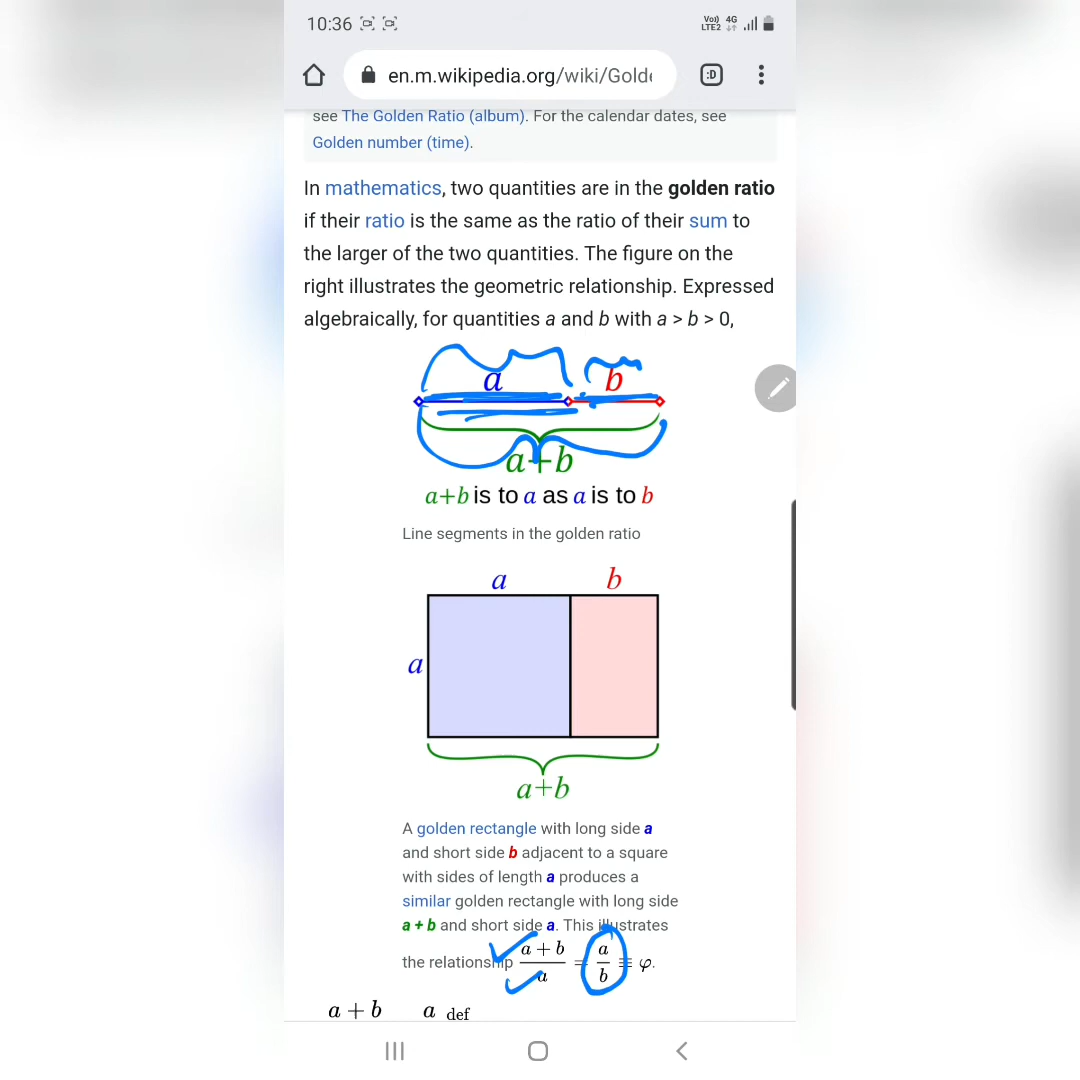 10:36 Vo)) LTE2 4G
en.m.wikipedia.org/wiki/Golde :D
see The Golden Ratio (album). For the calendar dates, see
Golden number (time).
In mathematics, two quantities are in the golden ratio
if their ratio is the same as the ratio of their sum to
the larger of the two quantities. The figure on the
right illustrates the geometric relationship. Expressed
algebraically, for quantities a and b with a > b > 0,
a b
a+b
a+b is to a as a is to b
Line segments in the golden ratio
a b
a
a+b
A golden rectangle with long side a
and short side b adjacent to a square
with sides of length a produces a
similar golden rectangle with long side
a + b and short side a. This illustrates
the relationship a + b / a = a / b ≡ φ.
a + b a def